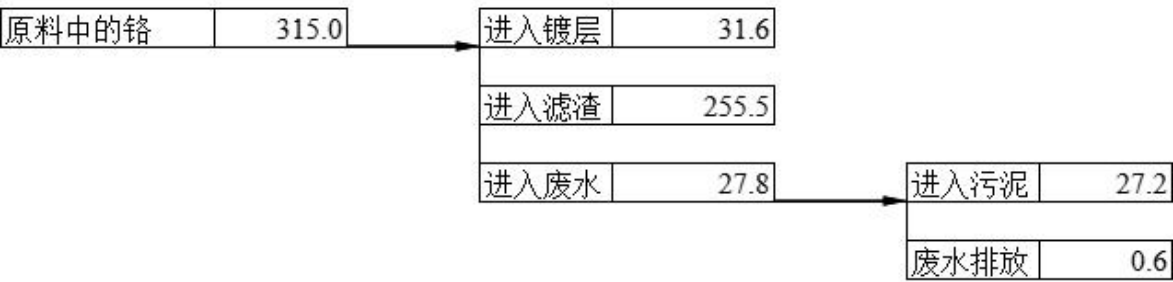 原料中的铬 315.0 进入镀层 31.6
进入滤渣 255.5
进入废水 27.8 进入污泥 27.2
废水排放 0.6